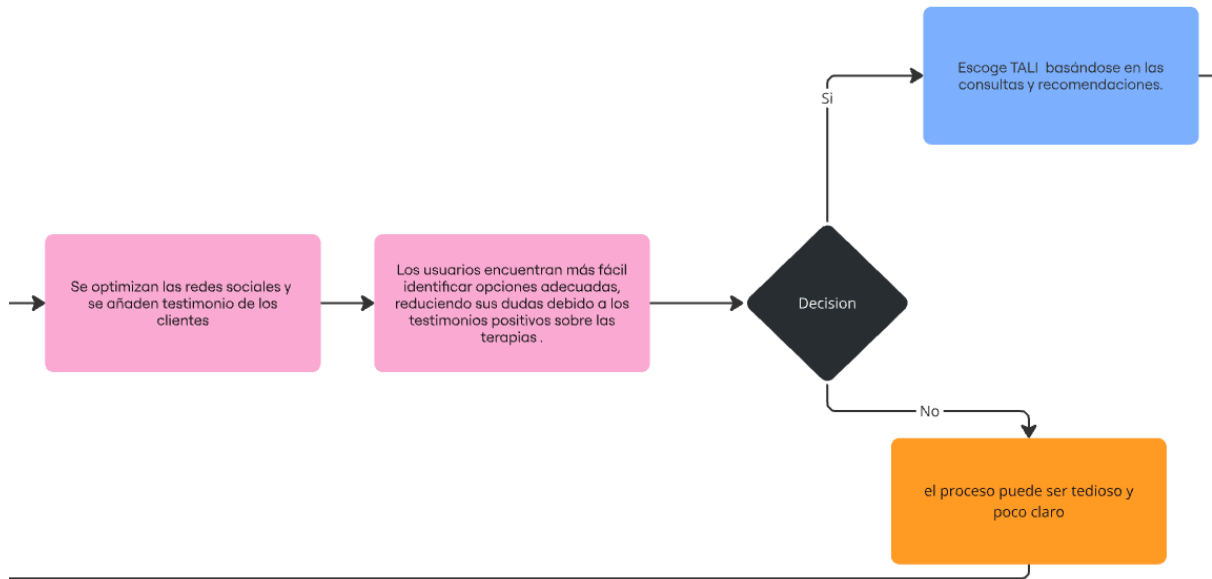 Escoge TALI basándose en las
consultas y recomendaciones.
Si
Se optimizan las redes sociales y
se añaden testimonio de los
clientes
Los usuarios encuentran más fácil
identificar opciones adecuadas,
reduciendo sus dudas debido a los
testimonios positivos sobre las
terapias .
Decision
No
el proceso puede ser tedioso y
poco claro